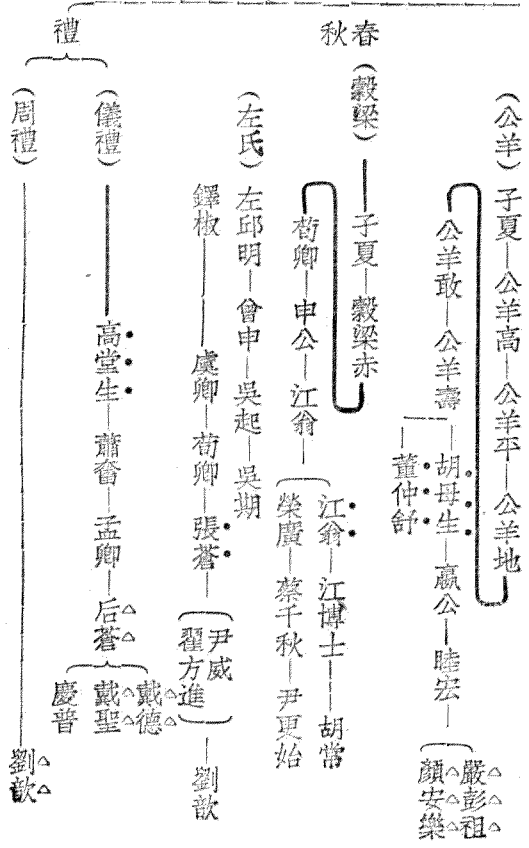 春秋
（公羊）子夏—公羊高—公羊平—公羊地
公羊敢—公羊壽
胡母生—嬴公—眭宏
嚴彭祖
顏安樂
董仲舒
（穀梁）子夏—穀梁赤
荀卿—申公—江翁
江翁—江博士—胡常
榮廣—蔡千秋—尹更始
（左氏）左邱明—曾申—吳起—吳期
鐸椒—虞卿—荀卿—張蒼
尹咸
翟方進
劉歆
禮
（儀禮）高堂生—蕭奮—孟卿—后蒼
戴德
戴聖
慶普
（周禮）劉歆